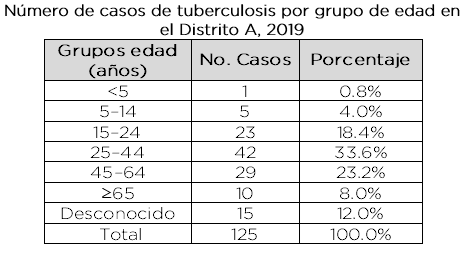 Número de casos de tuberculosis por grupo de edad en
el Distrito A, 2019
Grupos edad (años) No. Casos Porcentaje
<5 1 0.8%
5-14 5 4.0%
15-24 23 18.4%
25-44 42 33.6%
45-64 29 23.2%
≥65 10 8.0%
Desconocido 15 12.0%
Total 125 100.0%